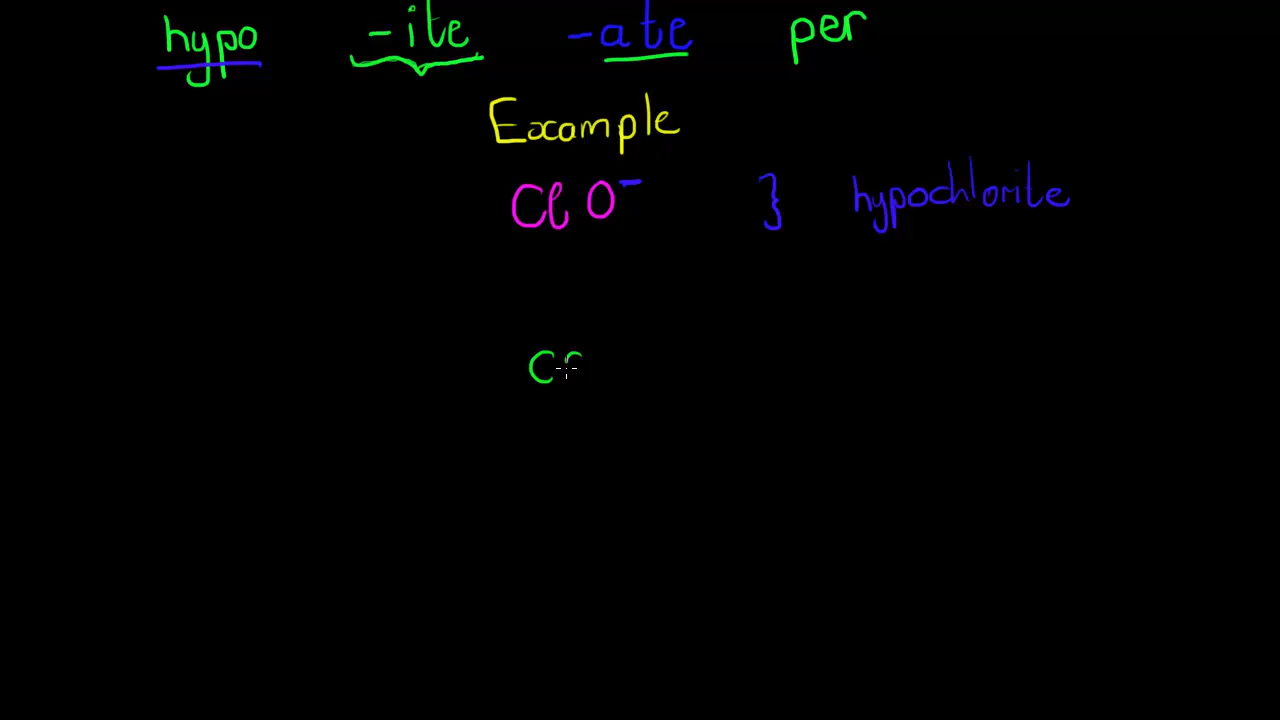 hypo -ite -ate per
Example
ClO⁻ } hypochlorite
C